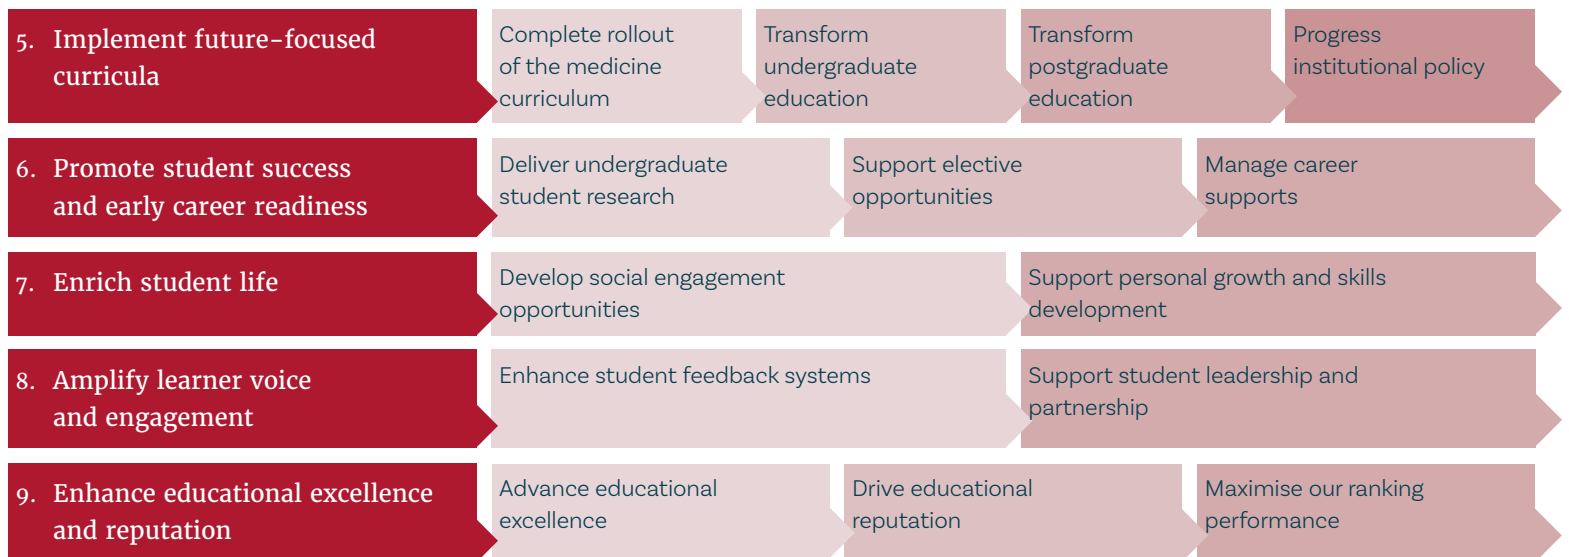 5. Implement future-focused
curricula
Complete rollout
of the medicine
curriculum
Transform
undergraduate
education
Transform
postgraduate
education
Progress
institutional policy
6. Promote student success
and early career readiness
Deliver undergraduate
student research
Support elective
opportunities
Manage career
supports
7. Enrich student life
Develop social engagement
opportunities
Support personal growth and skills
development
8. Amplify learner voice
and engagement
Enhance student feedback systems
Support student leadership and
partnership
9. Enhance educational excellence
and reputation
Advance educational
excellence
Drive educational
reputation
Maximise our ranking
performance